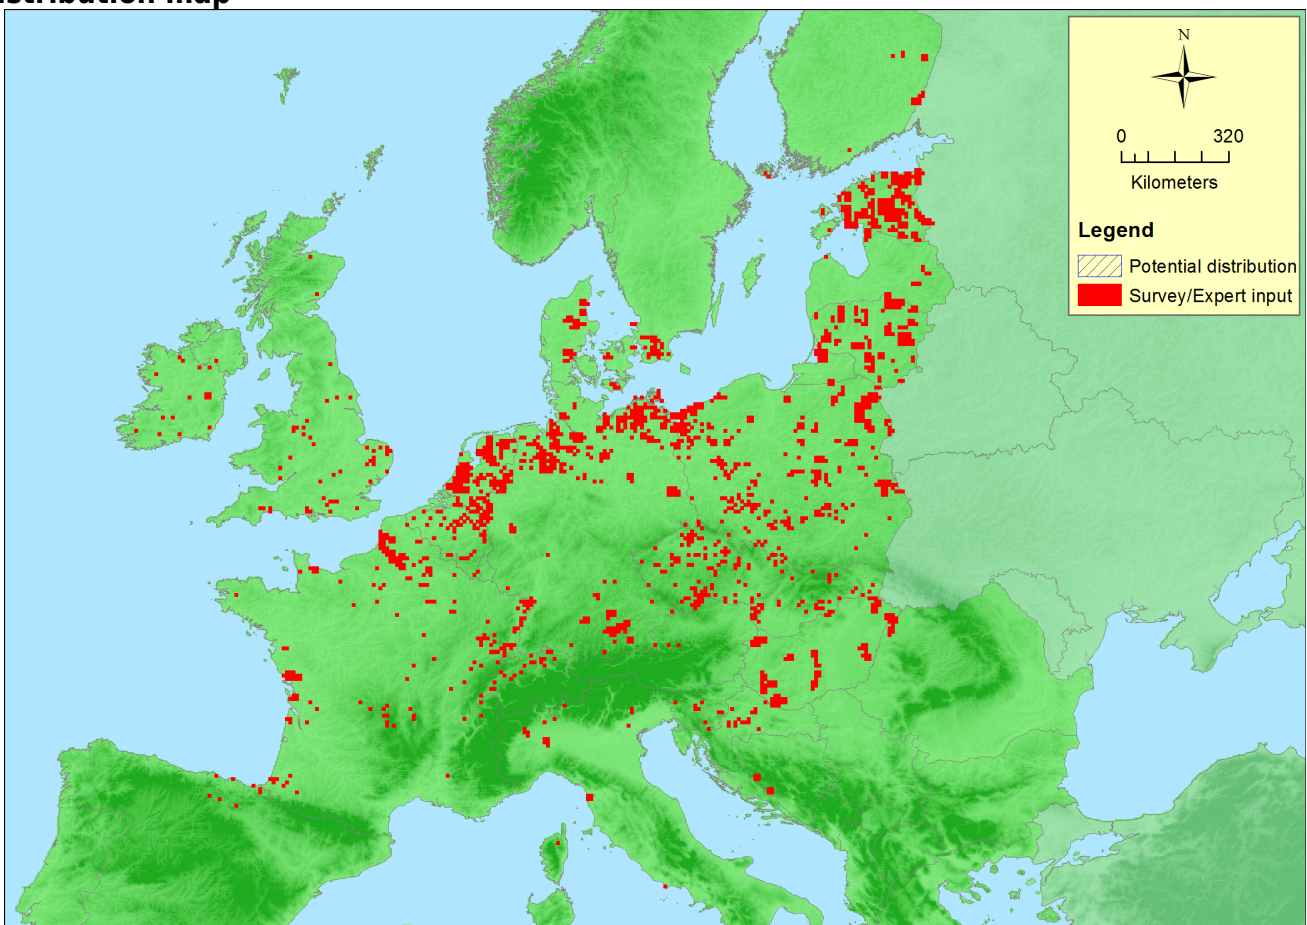 N
0 320
Kilometers
Legend
Potential distribution
Survey/Expert input